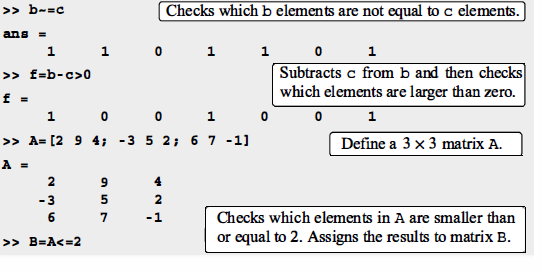 >> b~=c
Checks which b elements are not equal to c elements.
ans =
1 1 0 1 1 0 1
>> f=b-c>0
Subtracts c from b and then checks
which elements are larger than zero.
f =
1 0 0 1 0 0 1
>> A=[2 9 4; -3 5 2; 6 7 -1]
Define a 3 × 3 matrix A.
A =
2 9 4
-3 5 2
6 7 -1
Checks which elements in A are smaller than
or equal to 2. Assigns the results to matrix B.
>> B=A<=2